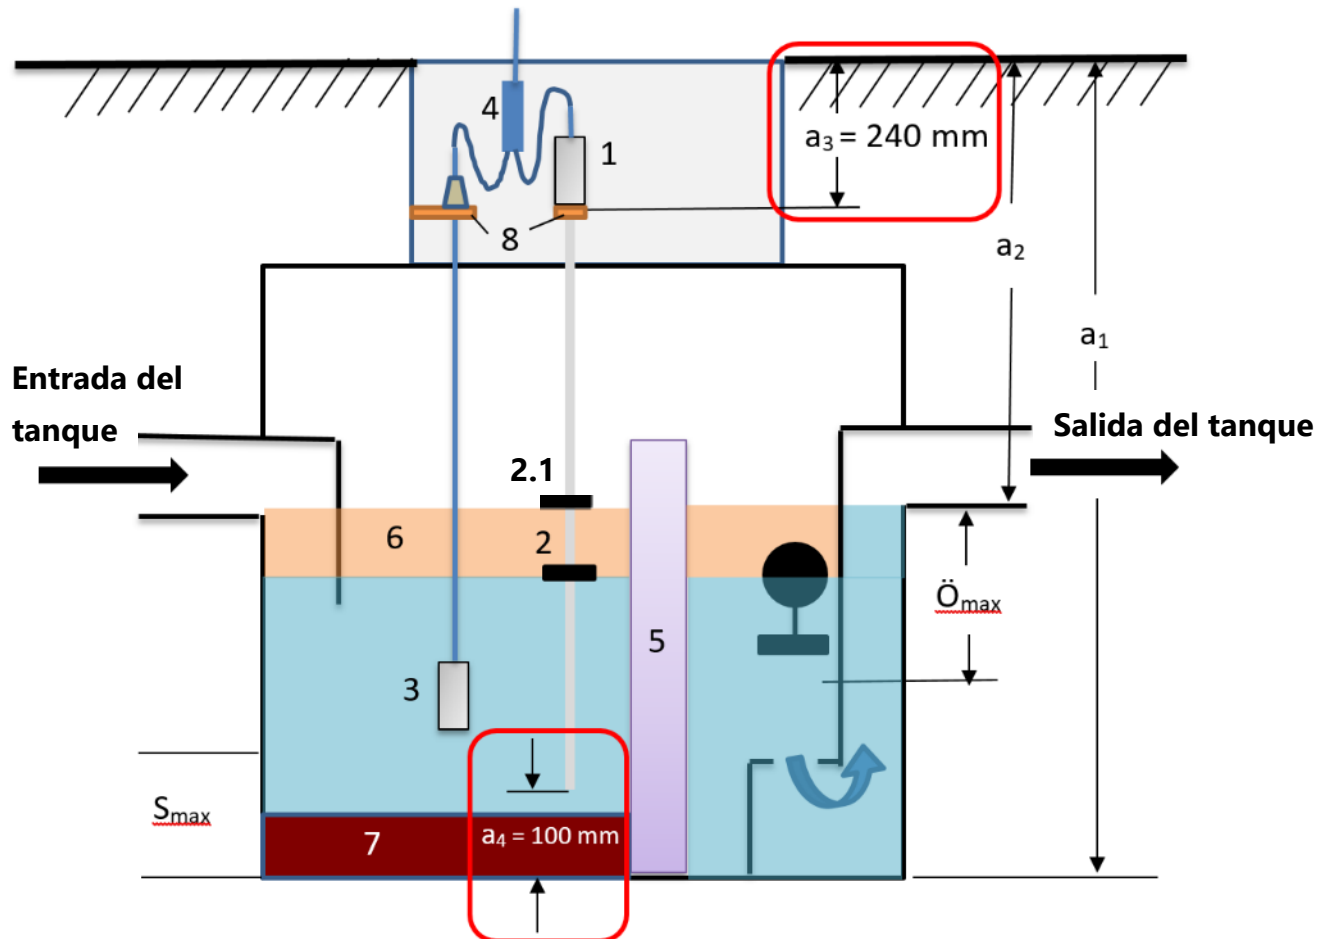 4
1
a₃ = 240 mm
8
a₂
a₁
Entrada del
tanque
Salida del tanque
2.1
6
2
Ömax
5
3
Smax
7
a₄ = 100 mm